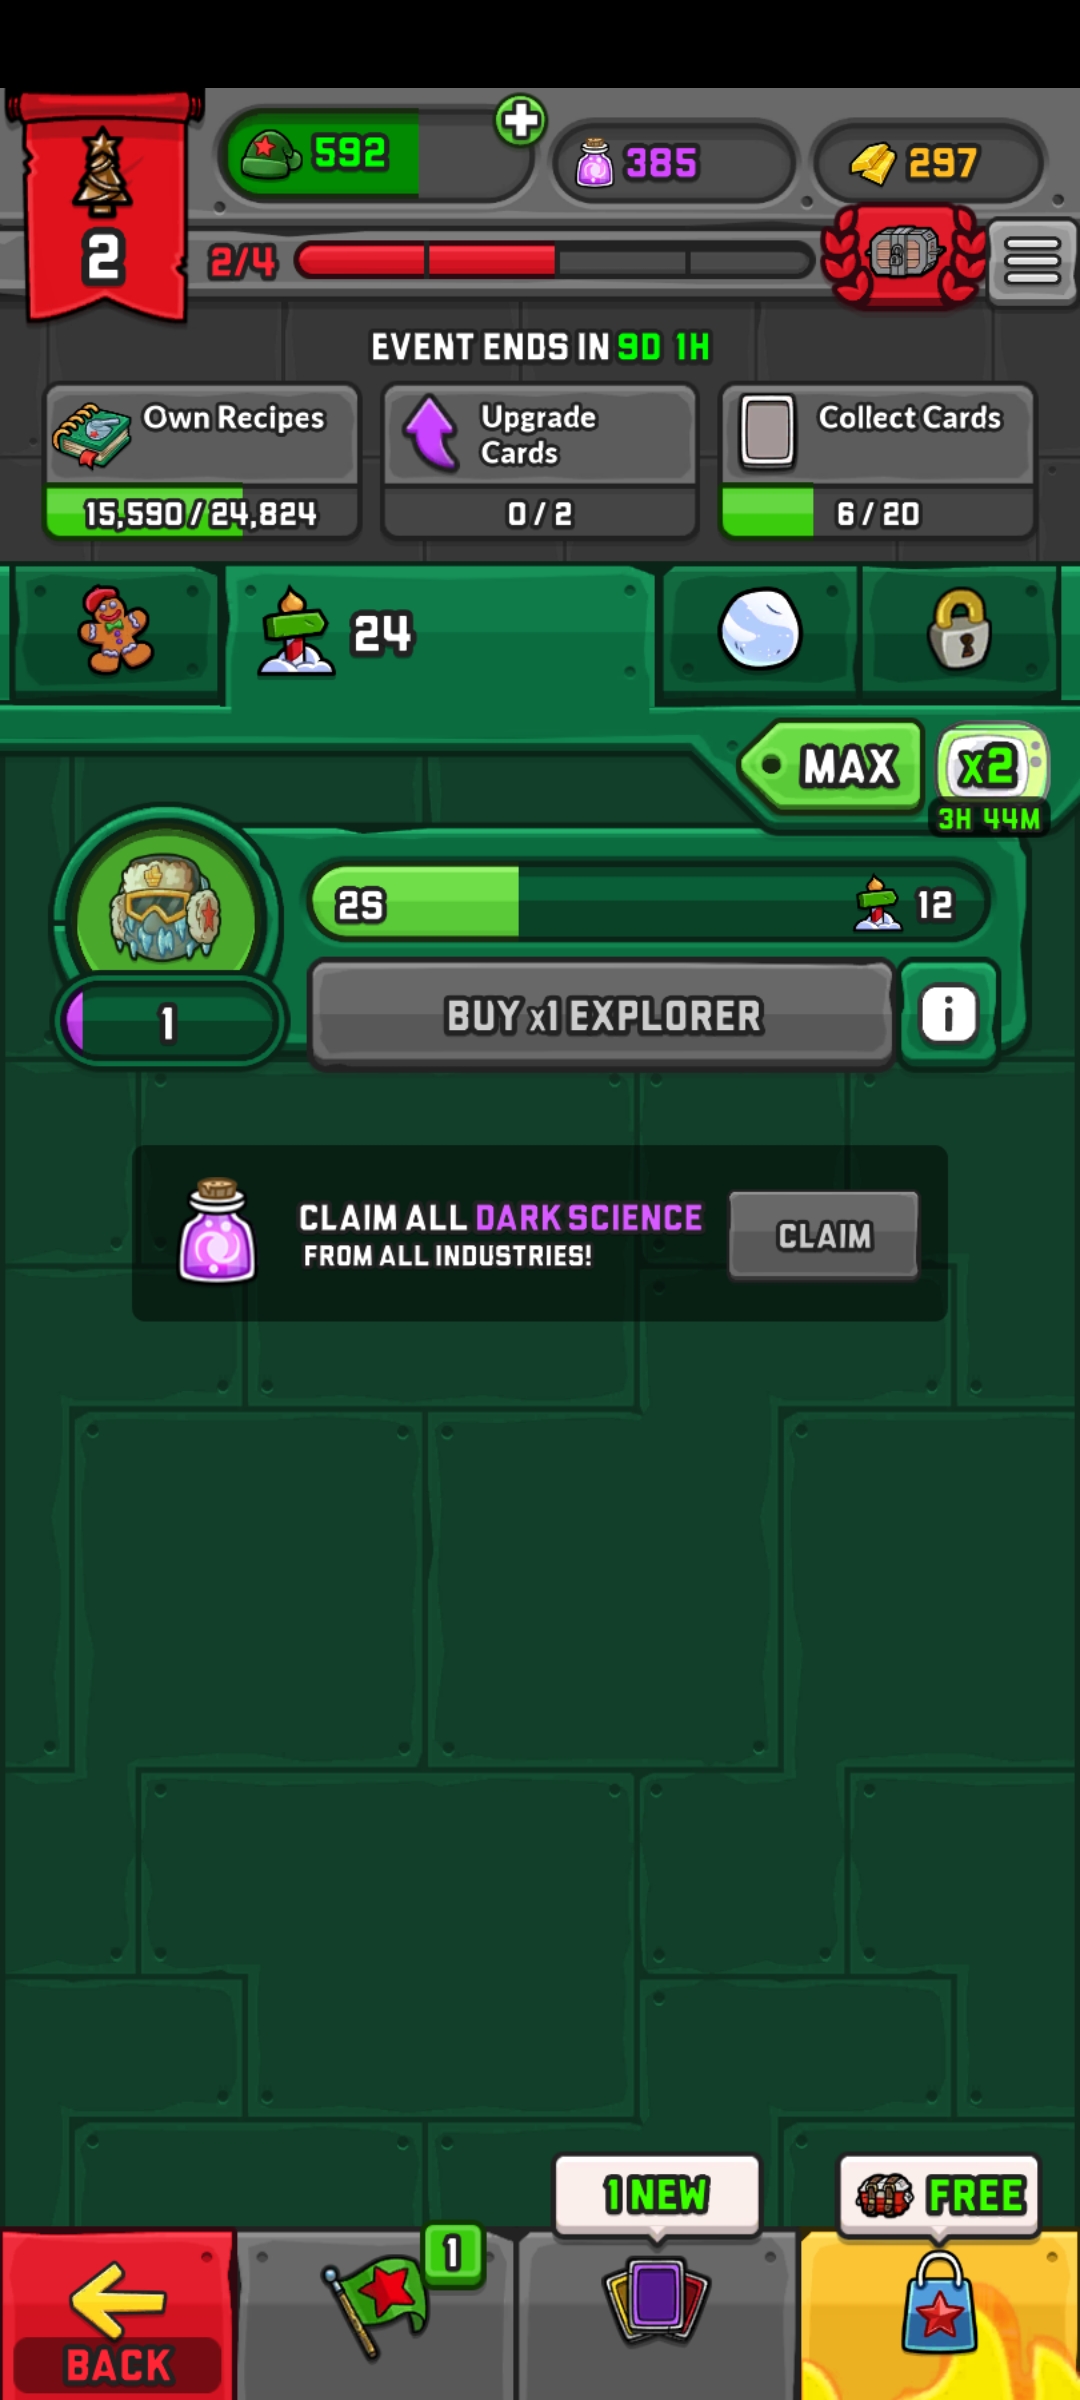 592
385
297
2
2/4
EVENT ENDS IN 9D 1H
Own Recipes
15,590/24,824
Upgrade
Cards
0/2
Collect Cards
6/20
24
MAX
x2
3H 44M
2S
12
1
BUY x1 EXPLORER
i
CLAIM ALL DARK SCIENCE
FROM ALL INDUSTRIES!
CLAIM
1 NEW
FREE
1
BACK